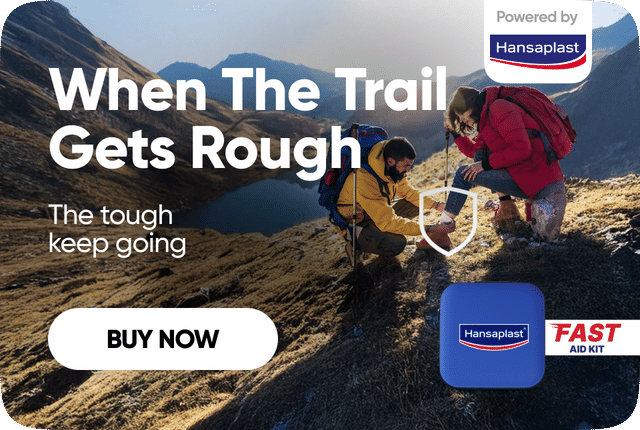 Powered by
Hansaplast
When The Trail
Gets Rough
The tough
keep going
BUY NOW
Hansaplast
FAST
AID KIT